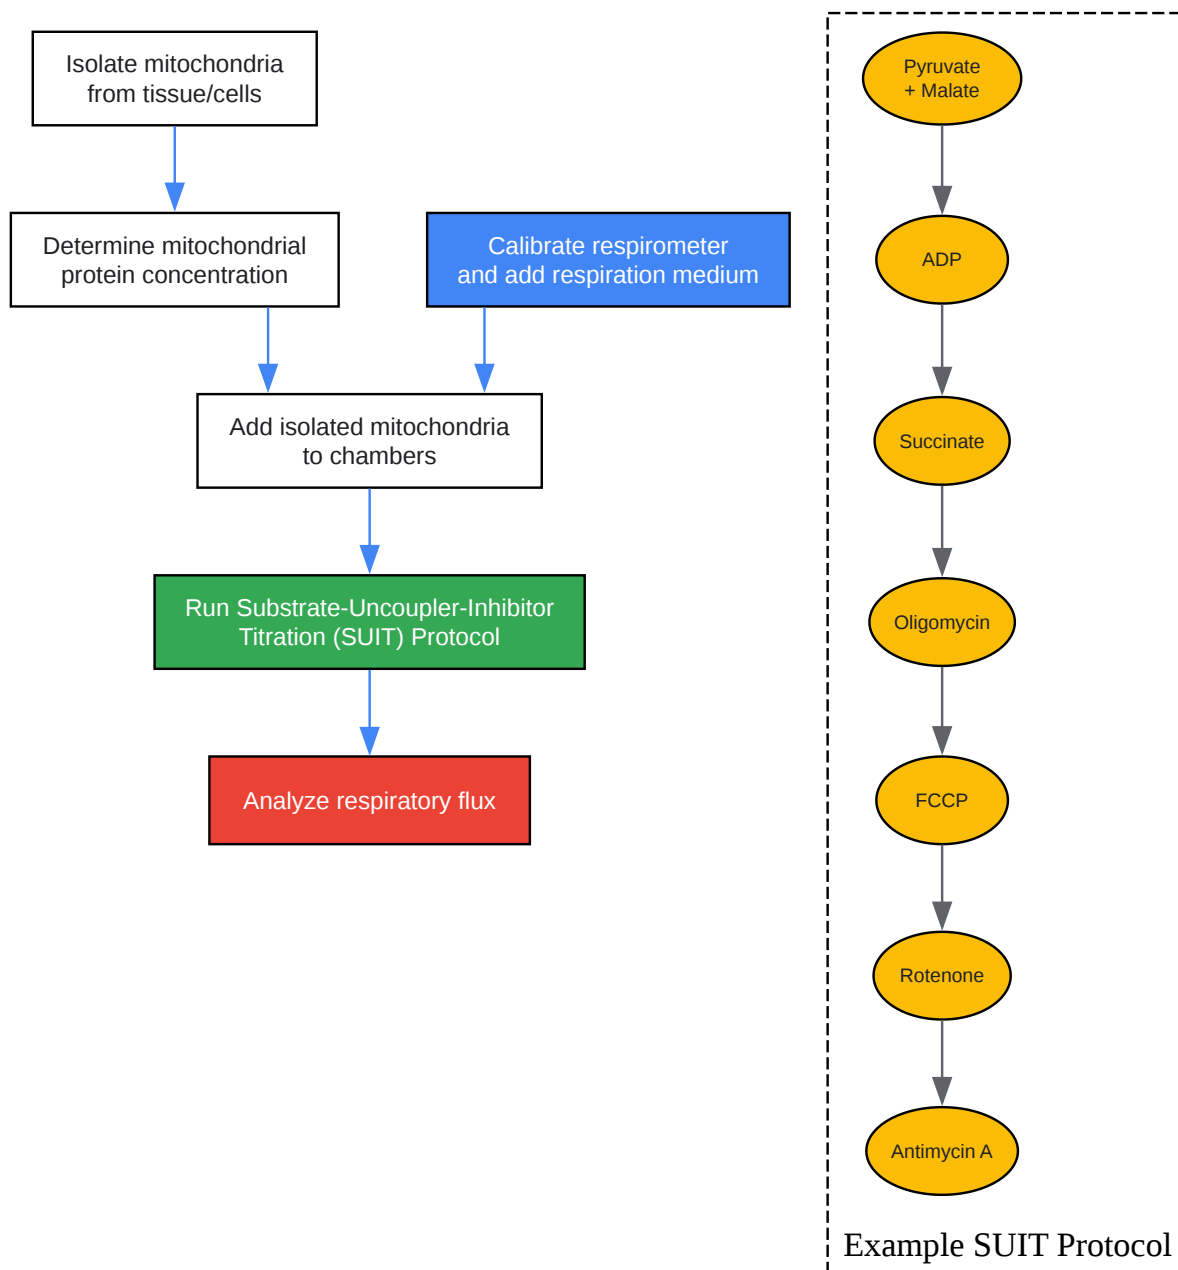 Isolate mitochondria
from tissue/cells
Determine mitochondrial
protein concentration
Calibrate respirometer
and add respiration medium
Add isolated mitochondria
to chambers
Run Substrate-Uncoupler-Inhibitor
Titration (SUIT) Protocol
Analyze respiratory flux
Pyruvate
+ Malate
ADP
Succinate
Oligomycin
FCCP
Rotenone
Antimycin A
Example SUIT Protocol